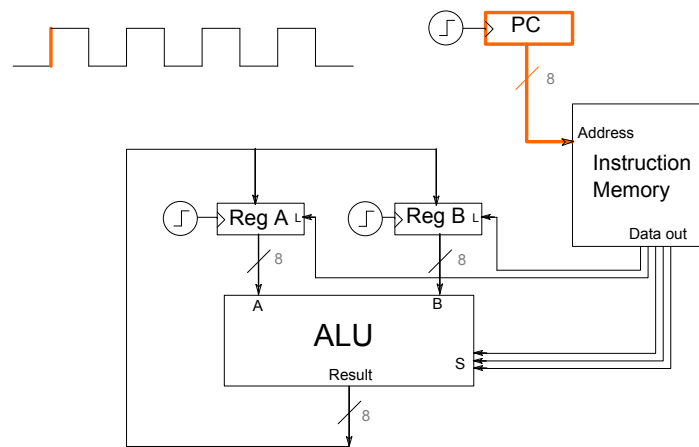 PC
8
Address
Instruction
Memory
Data out
Reg A L
Reg B L
8
8
A
B
ALU
S
Result
8